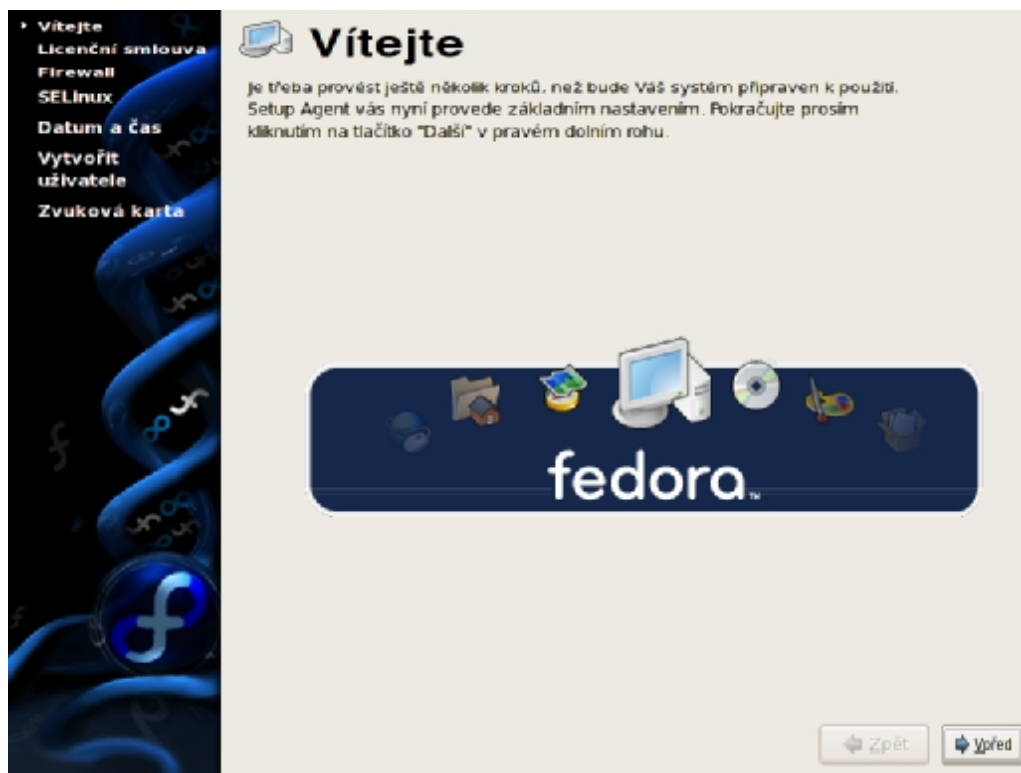 Vítejte
Licenční smlouva
Firewall
SELinux
Datum a čas
Vytvořit
uživatele
Zvuková karta
Vítejte
Je třeba provést ještě několik kroků, než bude Váš systém připraven k použití.
Setup Agent vás nyní provede základním nastavením. Pokračujte prosím
kliknutím na tlačítko "Další" v pravém dolním rohu.
fedora™
Zpět
Vpřed